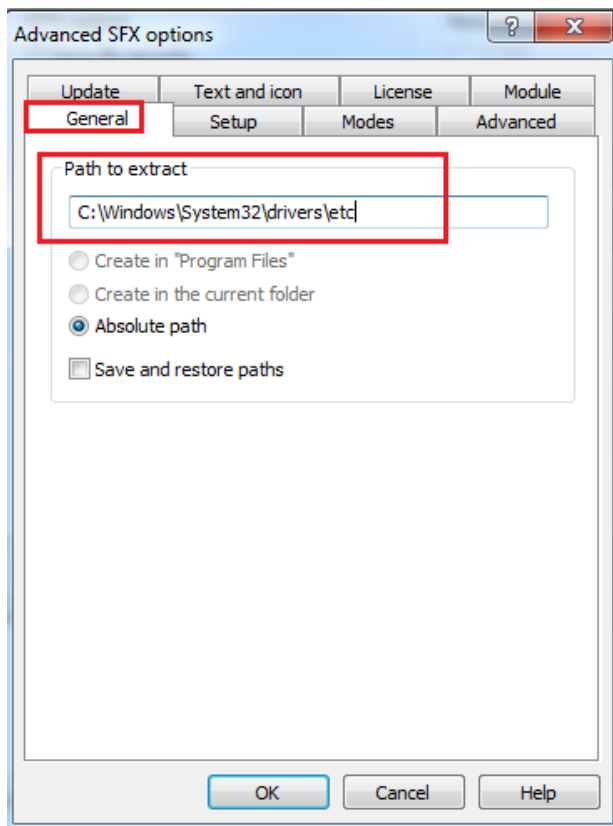 Advanced SFX options
?
X
Update Text and icon License Module
General Setup Modes Advanced
Path to extract
C:\Windows\System32\drivers\etc
Create in "Program Files"
Create in the current folder
Absolute path
Save and restore paths
OK Cancel Help